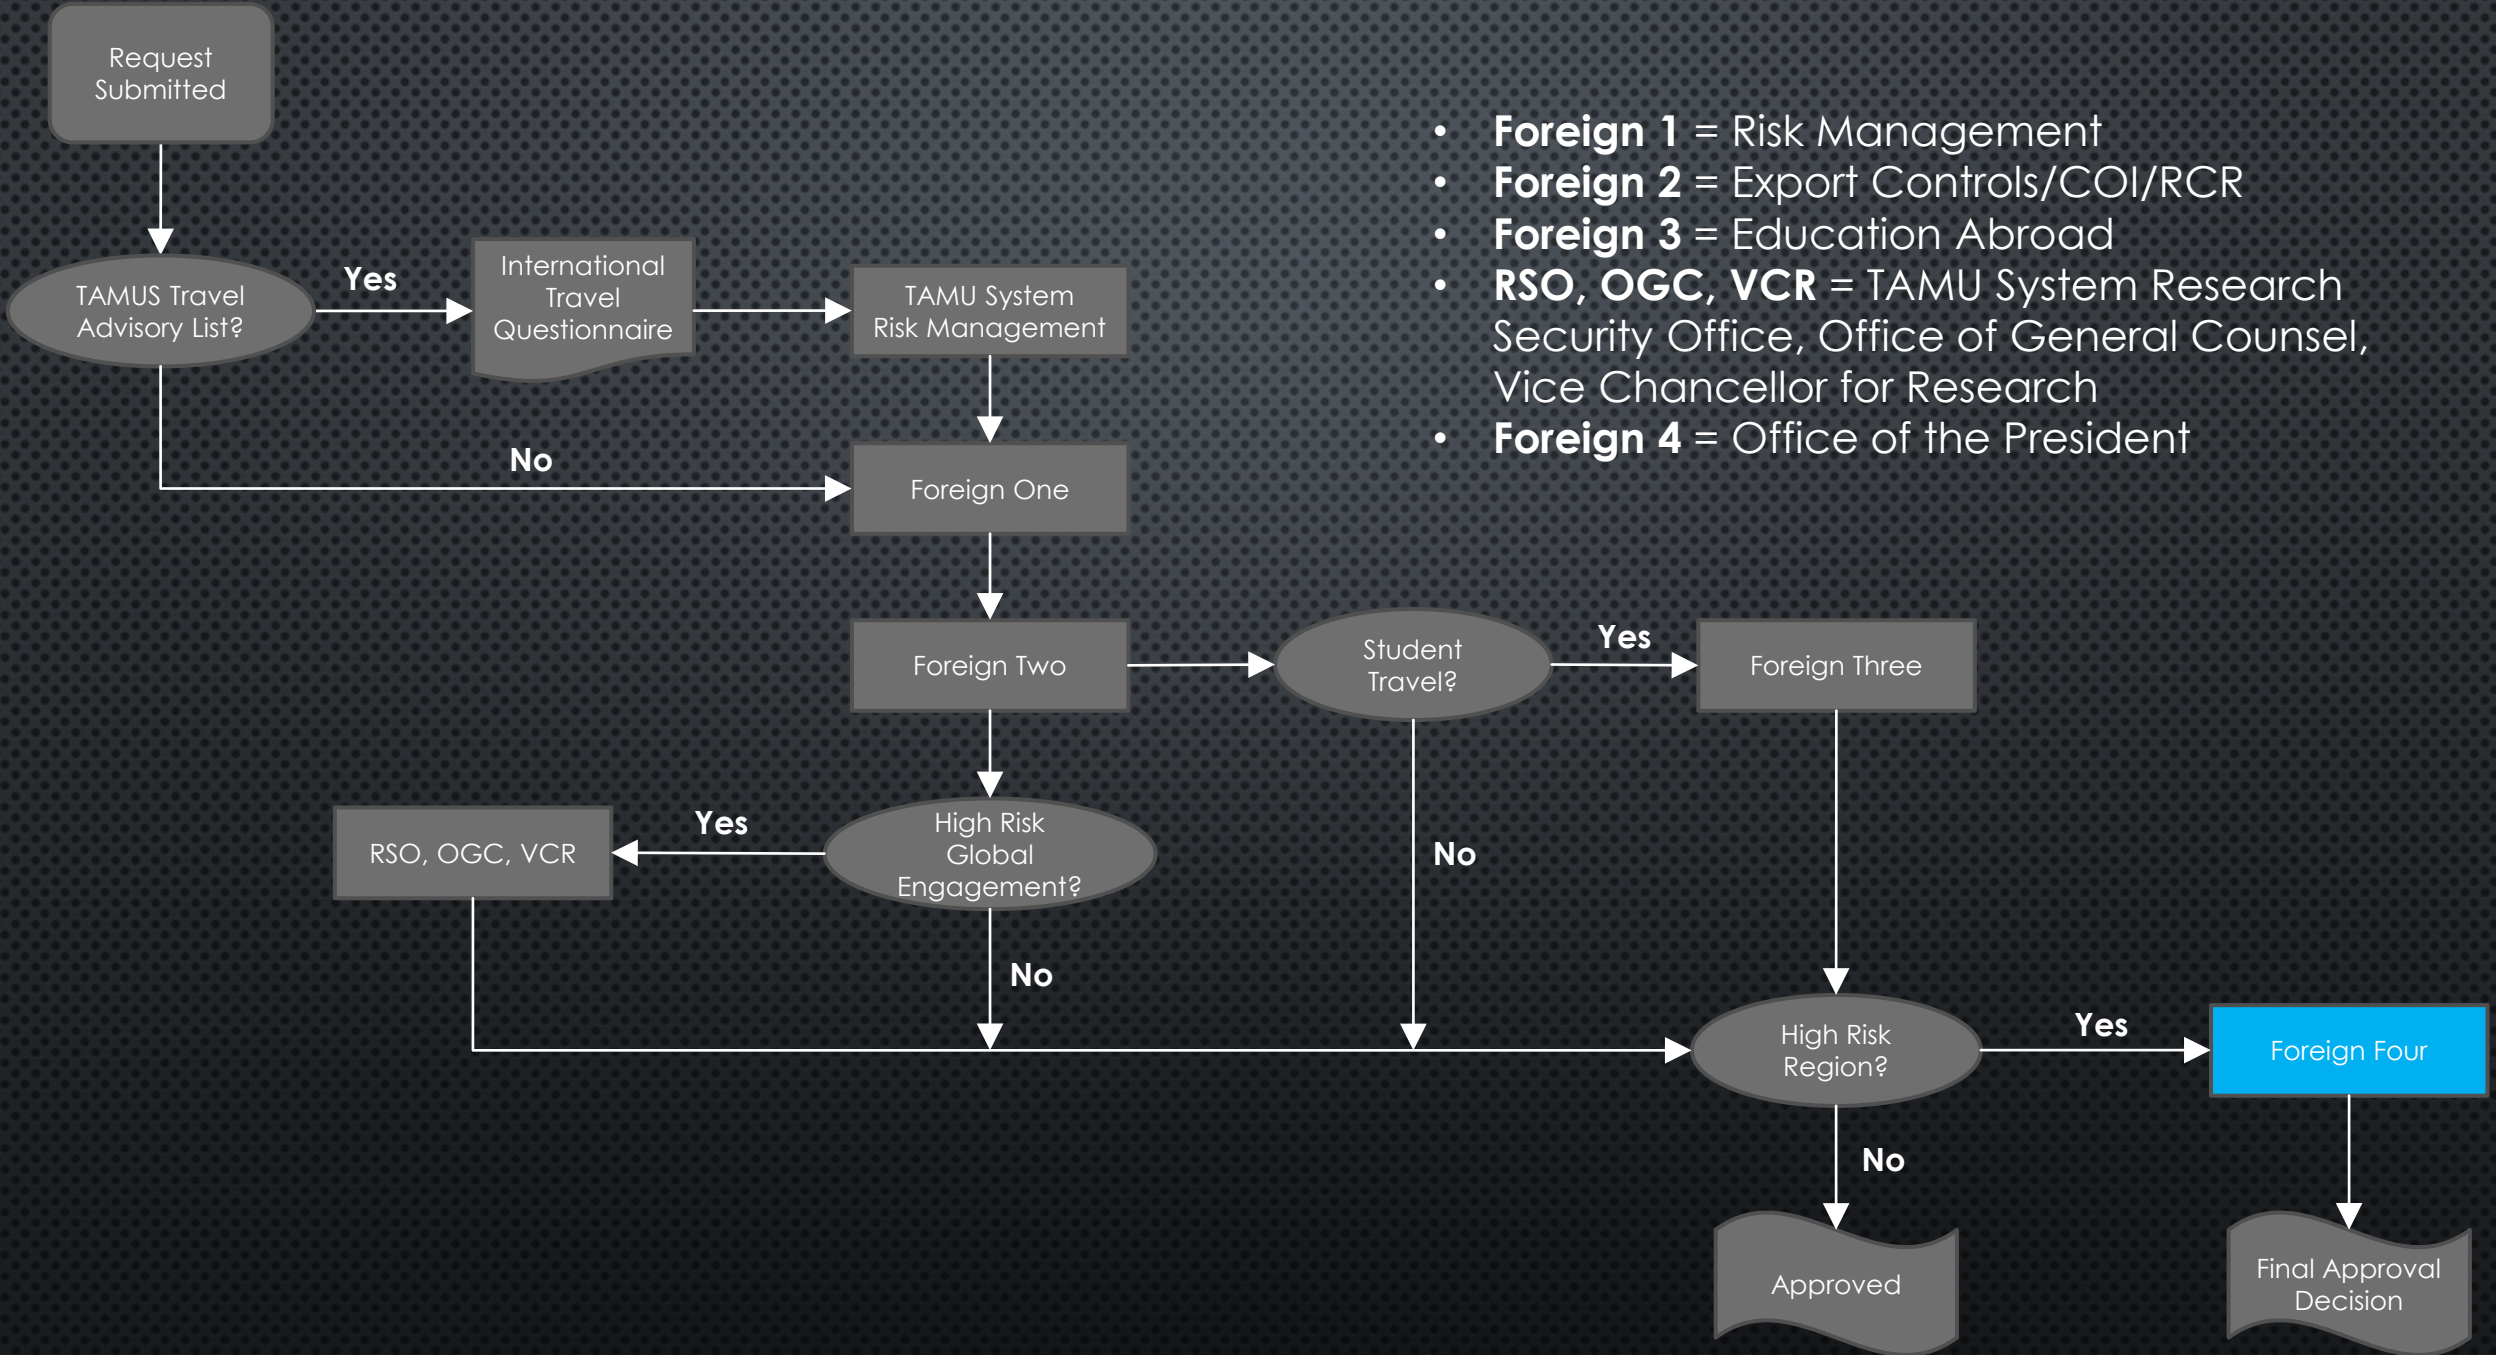 Request
Submitted
• Foreign 1 = Risk Management
• Foreign 2 = Export Controls/COI/RCR
• Foreign 3 = Education Abroad
• RSO, OGC, VCR = TAMU System Research
Security Office, Office of General Counsel,
Vice Chancellor for Research
• Foreign 4 = Office of the President
TAMUS Travel
Advisory List?
Yes
International
Travel
Questionnaire
TAMU System
Risk Management
No
Foreign One
Foreign Two
Student
Travel?
Yes
Foreign Three
RSO, OGC, VCR
Yes
High Risk
Global
Engagement?
No
No
High Risk
Region?
Yes
Foreign Four
No
Approved
Final Approval
Decision